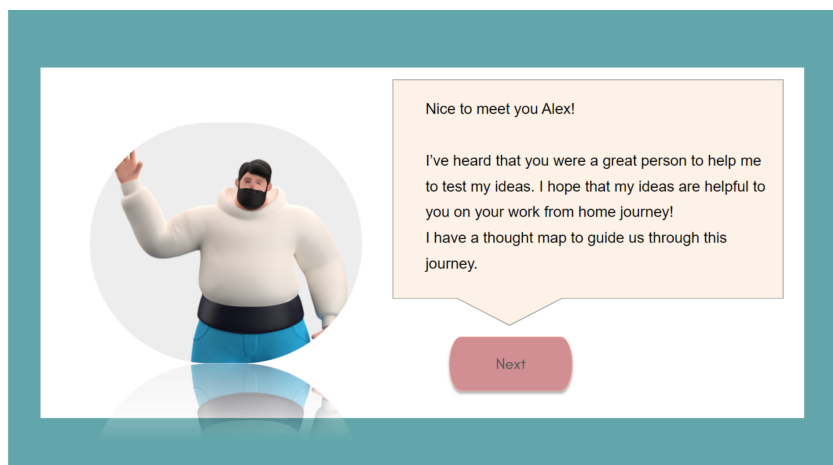 Nice to meet you Alex!
I've heard that you were a great person to help me
to test my ideas. I hope that my ideas are helpful to
you on your work from home journey!
I have a thought map to guide us through this
journey.
Next